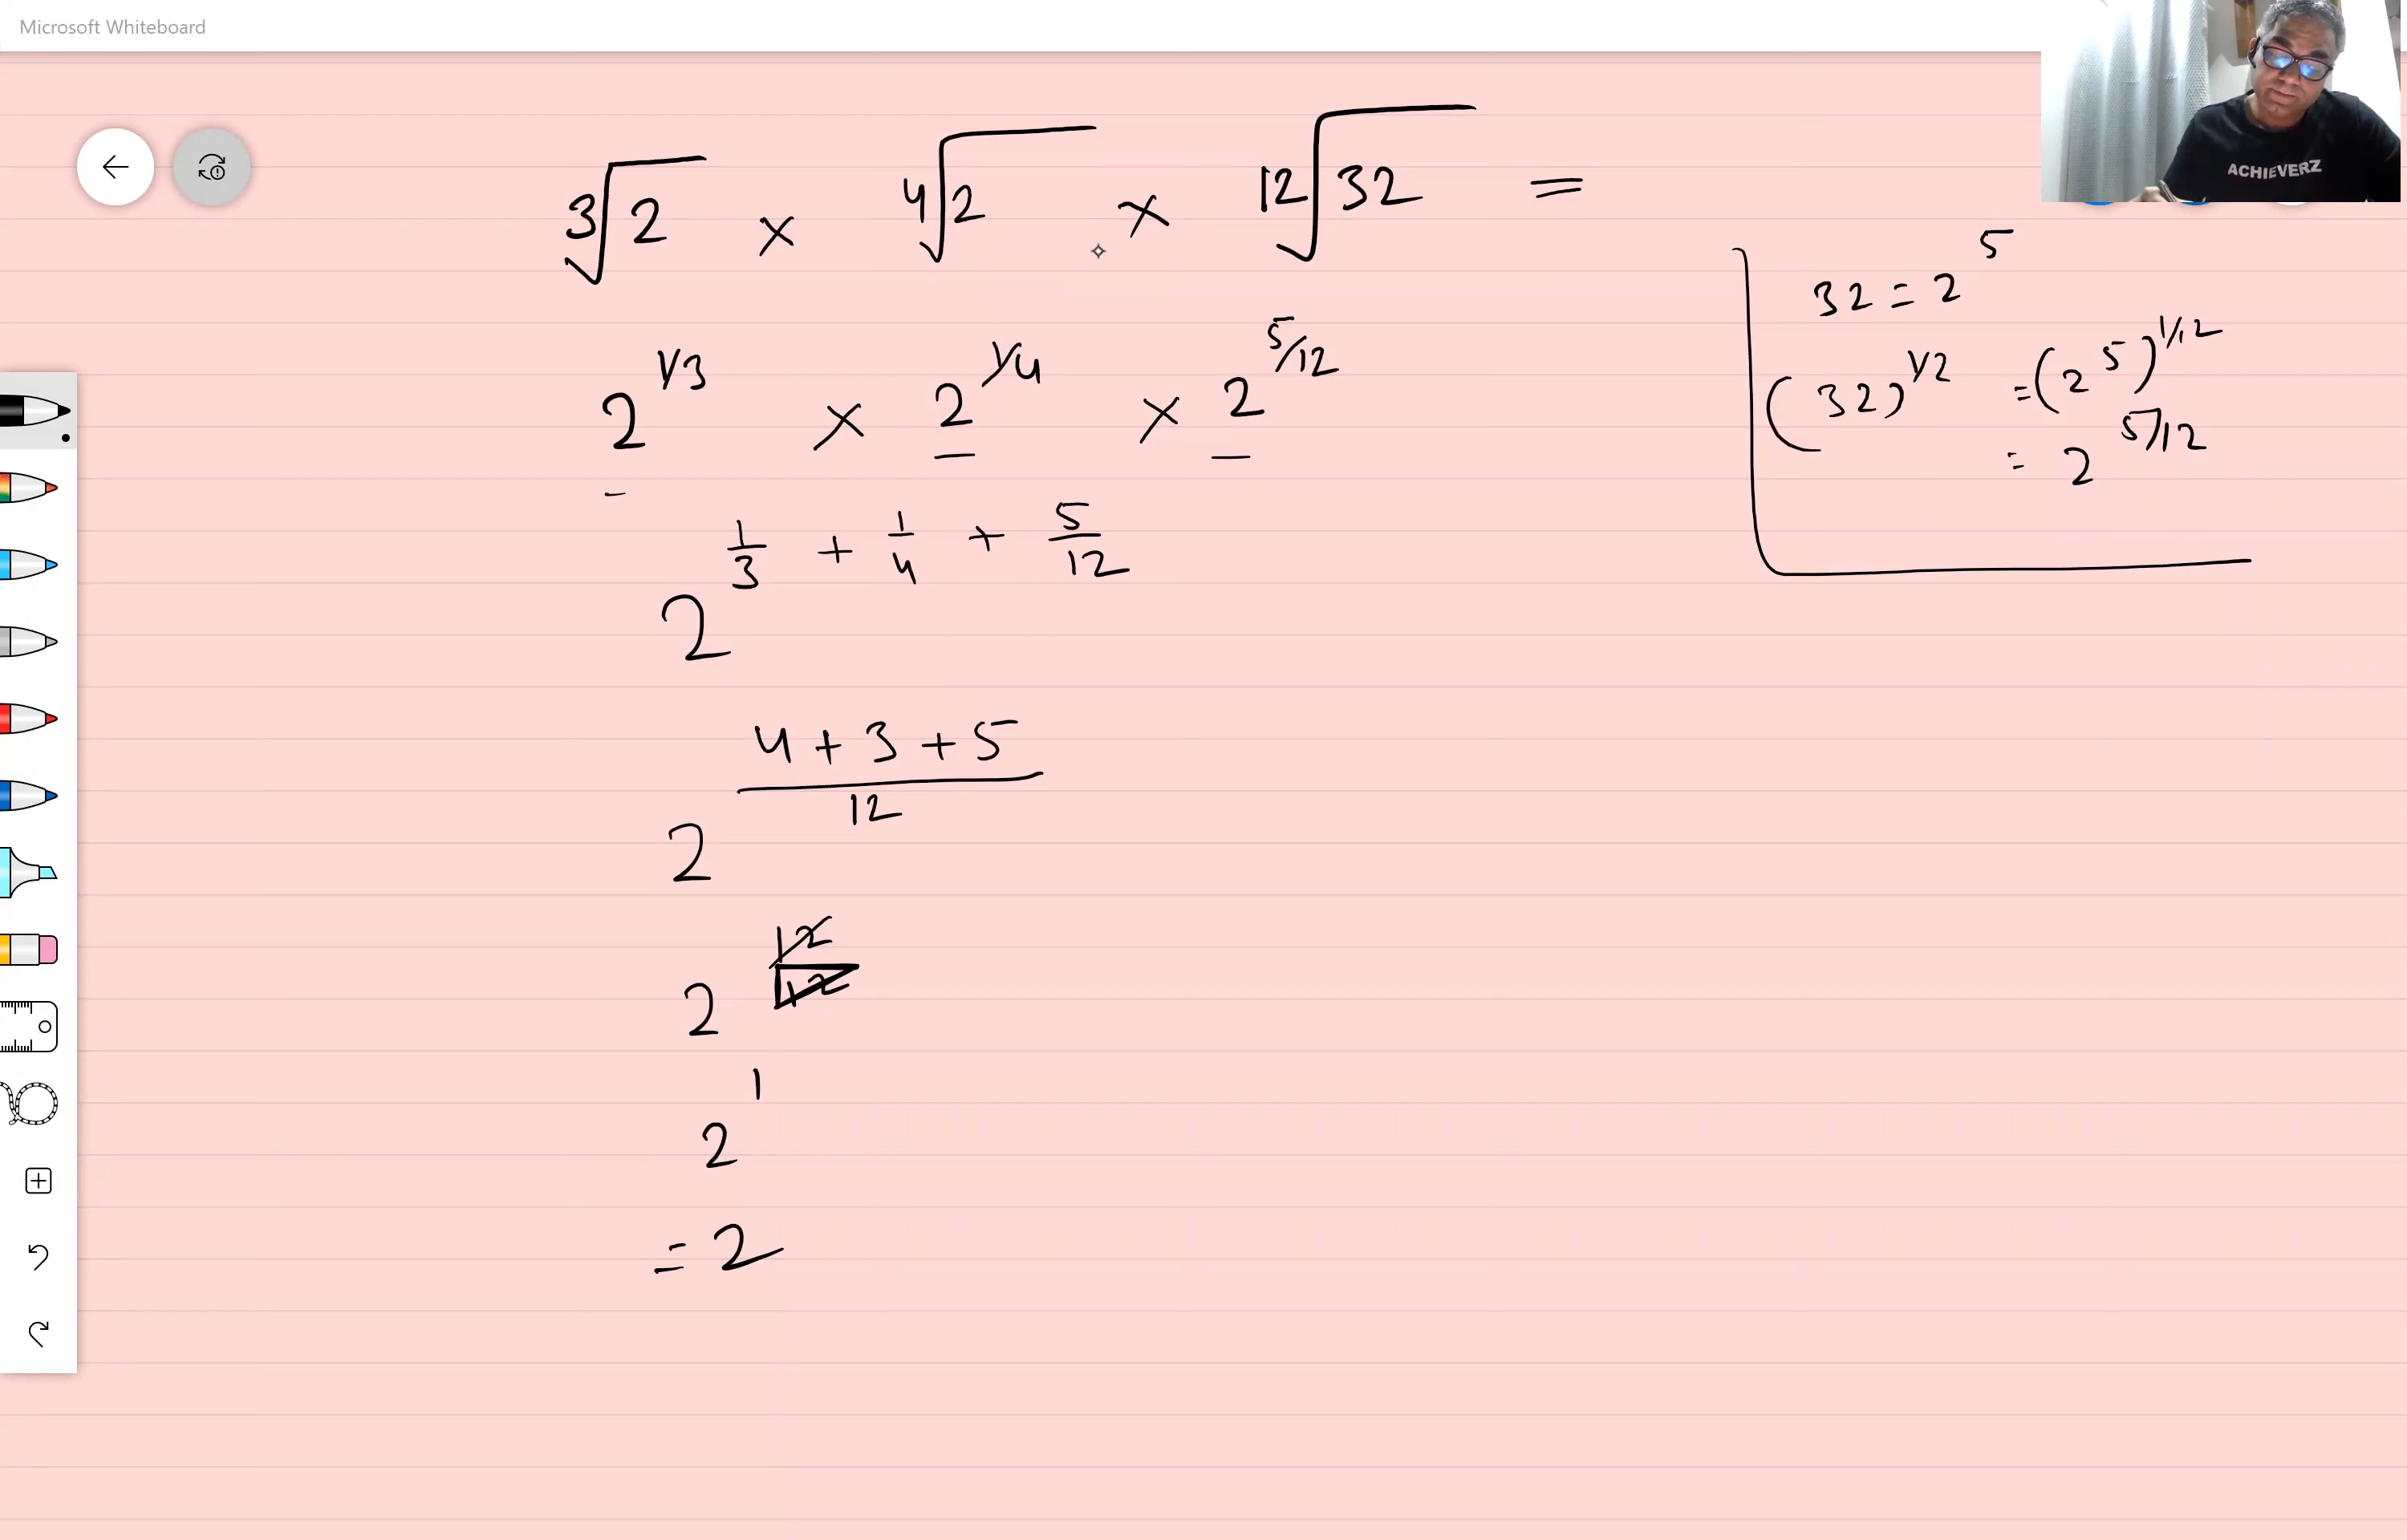 Microsoft Whiteboard
ACHIEVERZ
∛2 × ∜2 × ¹²√32 =
2^1/3 × 2^1/4 × 2^5/12
2^(1/3 + 1/4 + 5/12)
2^((4+3+5)/12)
2^(12/12)
2^1
= 2
32 = 2^5
(32)^1/2 = (2^5)^1/12
= 2^5/12